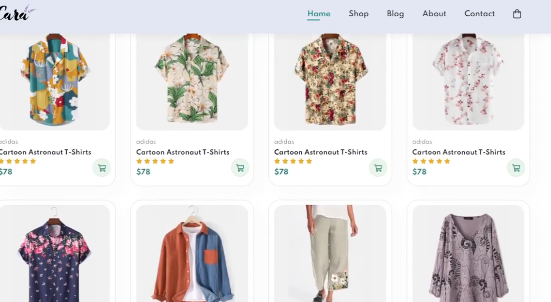 Cara
Home Shop Blog About Contact
adidas adidas adidas adidas
Cartoon Astronaut T-Shirts Cartoon Astronaut T-Shirts Cartoon Astronaut T-Shirts Cartoon Astronaut T-Shirts
$78 $78 $78 $78